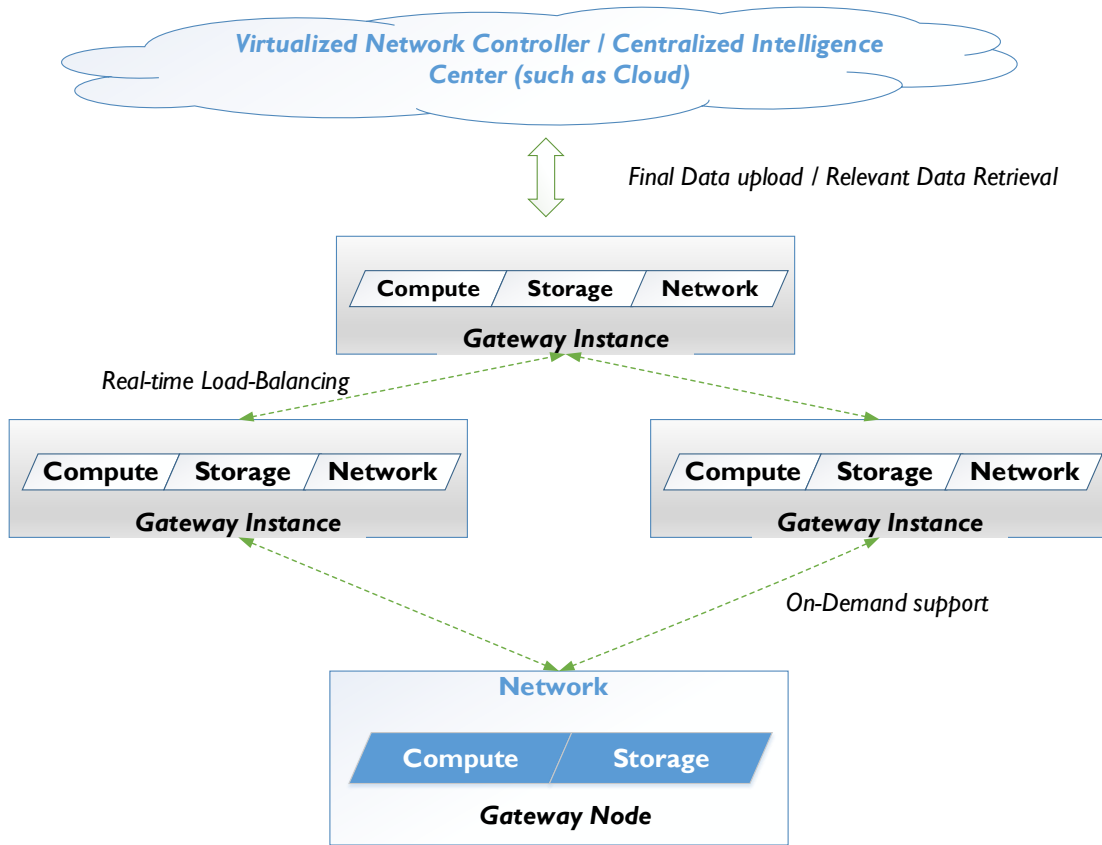 Virtualized Network Controller / Centralized Intelligence
Center (such as Cloud)
Final Data upload / Relevant Data Retrieval
Compute Storage Network
Gateway Instance
Real-time Load-Balancing
Compute Storage Network
Gateway Instance
Compute Storage Network
Gateway Instance
On-Demand support
Network
Compute Storage
Gateway Node